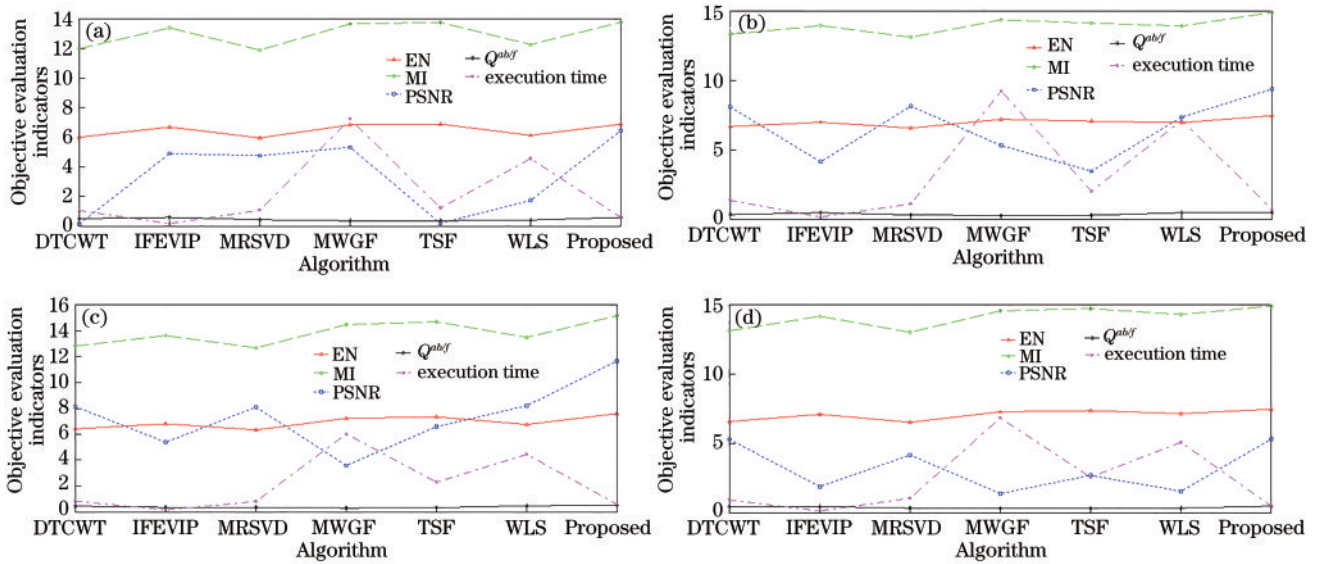 (a)
Objective evaluation
indicators
14
12
10
8
6
4
2
0
EN
MI
PSNR
Q^{ab/f}
execution time
DTCWT IFEVIP MRSVD MWGF TSF WLS Proposed
Algorithm
(b)
Objective evaluation
indicators
15
10
5
0
EN
MI
PSNR
Q^{ab/f}
execution time
DTCWT IFEVIP MRSVD MWGF TSF WLS Proposed
Algorithm
(c)
Objective evaluation
indicators
16
14
12
10
8
6
4
2
0
EN
MI
PSNR
Q^{ab/f}
execution time
DTCWT IFEVIP MRSVD MWGF TSF WLS Proposed
Algorithm
(d)
Objective evaluation
indicators
15
10
5
0
EN
MI
PSNR
Q^{ab/f}
execution time
DTCWT IFEVIP MRSVD MWGF TSF WLS Proposed
Algorithm